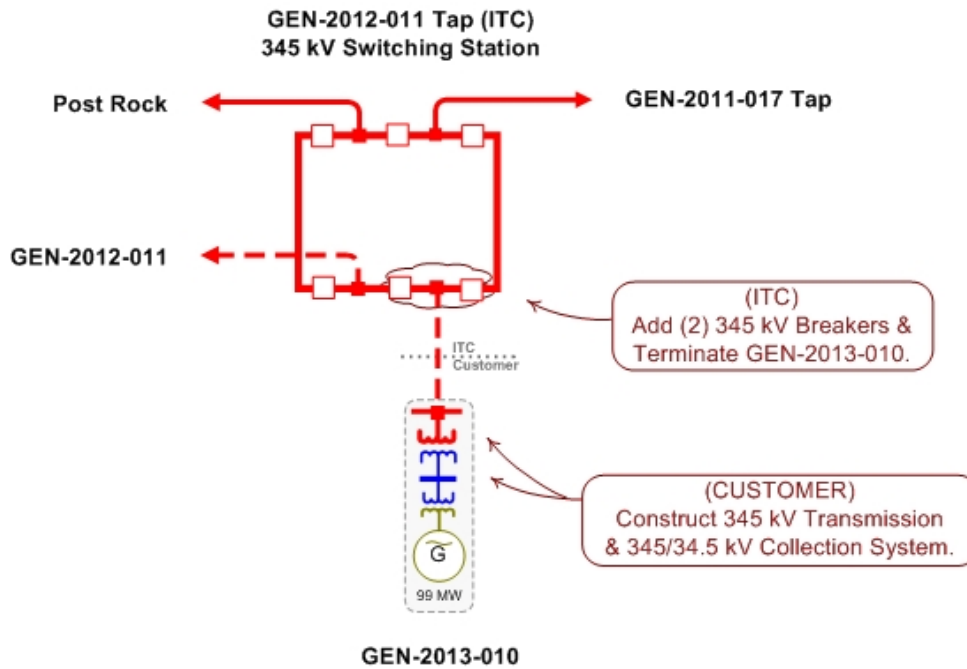 GEN-2012-011 Tap (ITC)
345 kV Switching Station
Post Rock
GEN-2011-017 Tap
GEN-2012-011
(ITC)
Add (2) 345 kV Breakers &
Terminate GEN-2013-010.
ITC
Customer
(CUSTOMER)
Construct 345 kV Transmission
& 345/34.5 kV Collection System.
G
99 MW
GEN-2013-010